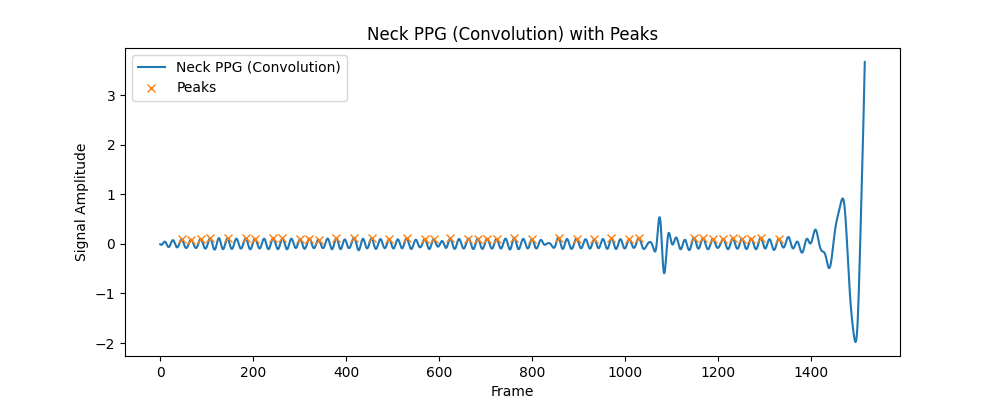 Neck PPG (Convolution) with Peaks
Neck PPG (Convolution)
Peaks
Signal Amplitude
3
2
1
0
−1
−2
0 200 400 600 800 1000 1200 1400
Frame